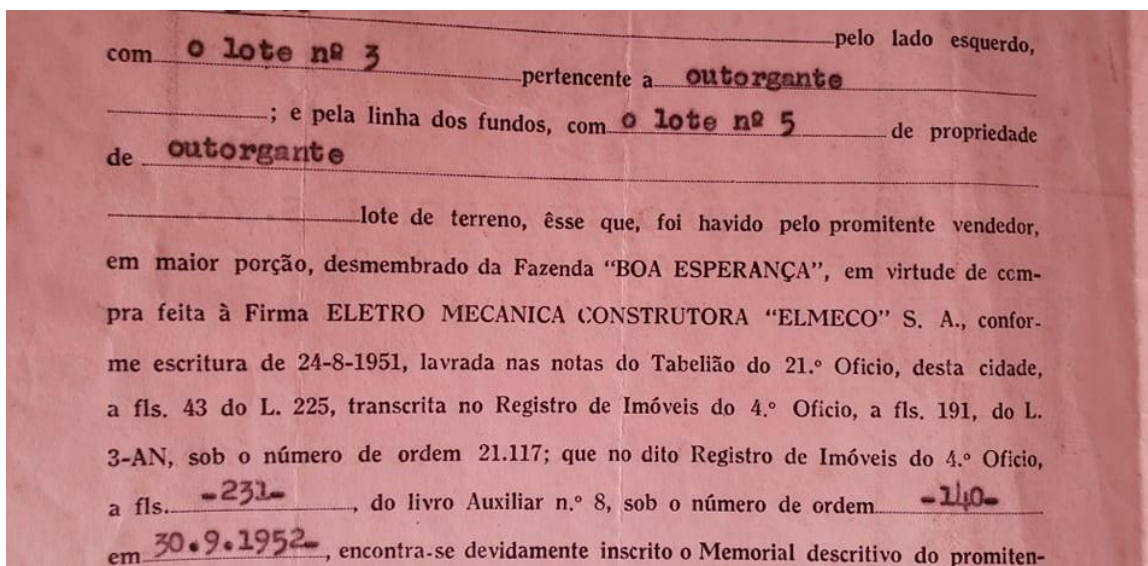 pelo lado esquerdo,
com o lote nº 3 pertencente a outorgante
; e pela linha dos fundos, com o lote nº 5 de propriedade
de outorgante
lote de terreno, êsse que, foi havido pelo promitente vendedor,
em maior porção, desmembrado da Fazenda “BOA ESPERANÇA”, em virtude de com-
pra feita à Firma ELETRO MECANICA CONSTRUTORA “ELMECO” S. A., confor-
me escritura de 24-8-1951, lavrada nas notas do Tabelião do 21.º Oficio, desta cidade,
a fls. 43 do L. 225, transcrita no Registro de Imóveis do 4.º Oficio, a fls. 191, do L.
3-AN, sob o número de ordem 21.117; que no dito Registro de Imóveis do 4.º Oficio,
a fls. -231-, do livro Auxiliar n.º 8, sob o número de ordem -140-
em 30.9.1952-, encontra-se devidamente inscrito o Memorial descritivo do promiten-